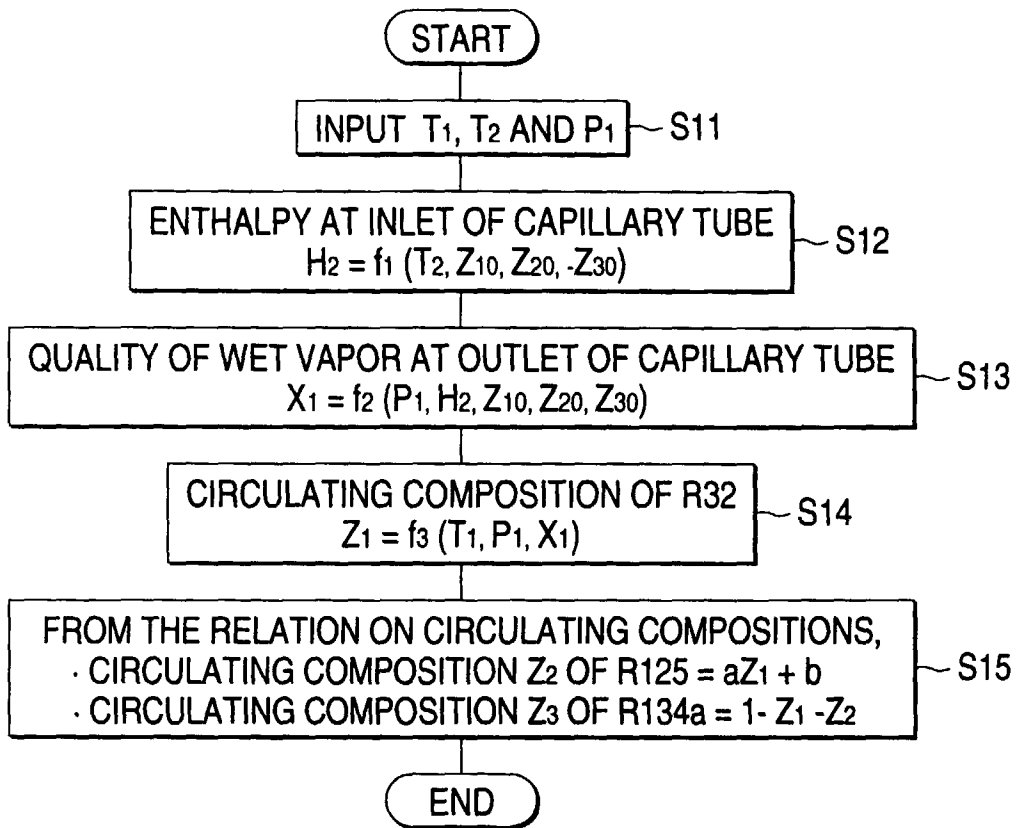 START
INPUT T1, T2 AND P1
S11
ENTHALPY AT INLET OF CAPILLARY TUBE
H2 = f1 (T2, Z10, Z20, -Z30)
S12
QUALITY OF WET VAPOR AT OUTLET OF CAPILLARY TUBE
X1 = f2 (P1, H2, Z10, Z20, Z30)
S13
CIRCULATING COMPOSITION OF R32
Z1 = f3 (T1, P1, X1)
S14
FROM THE RELATION ON CIRCULATING COMPOSITIONS,
· CIRCULATING COMPOSITION Z2 OF R125 = aZ1 + b
· CIRCULATING COMPOSITION Z3 OF R134a = 1- Z1 -Z2
S15
END